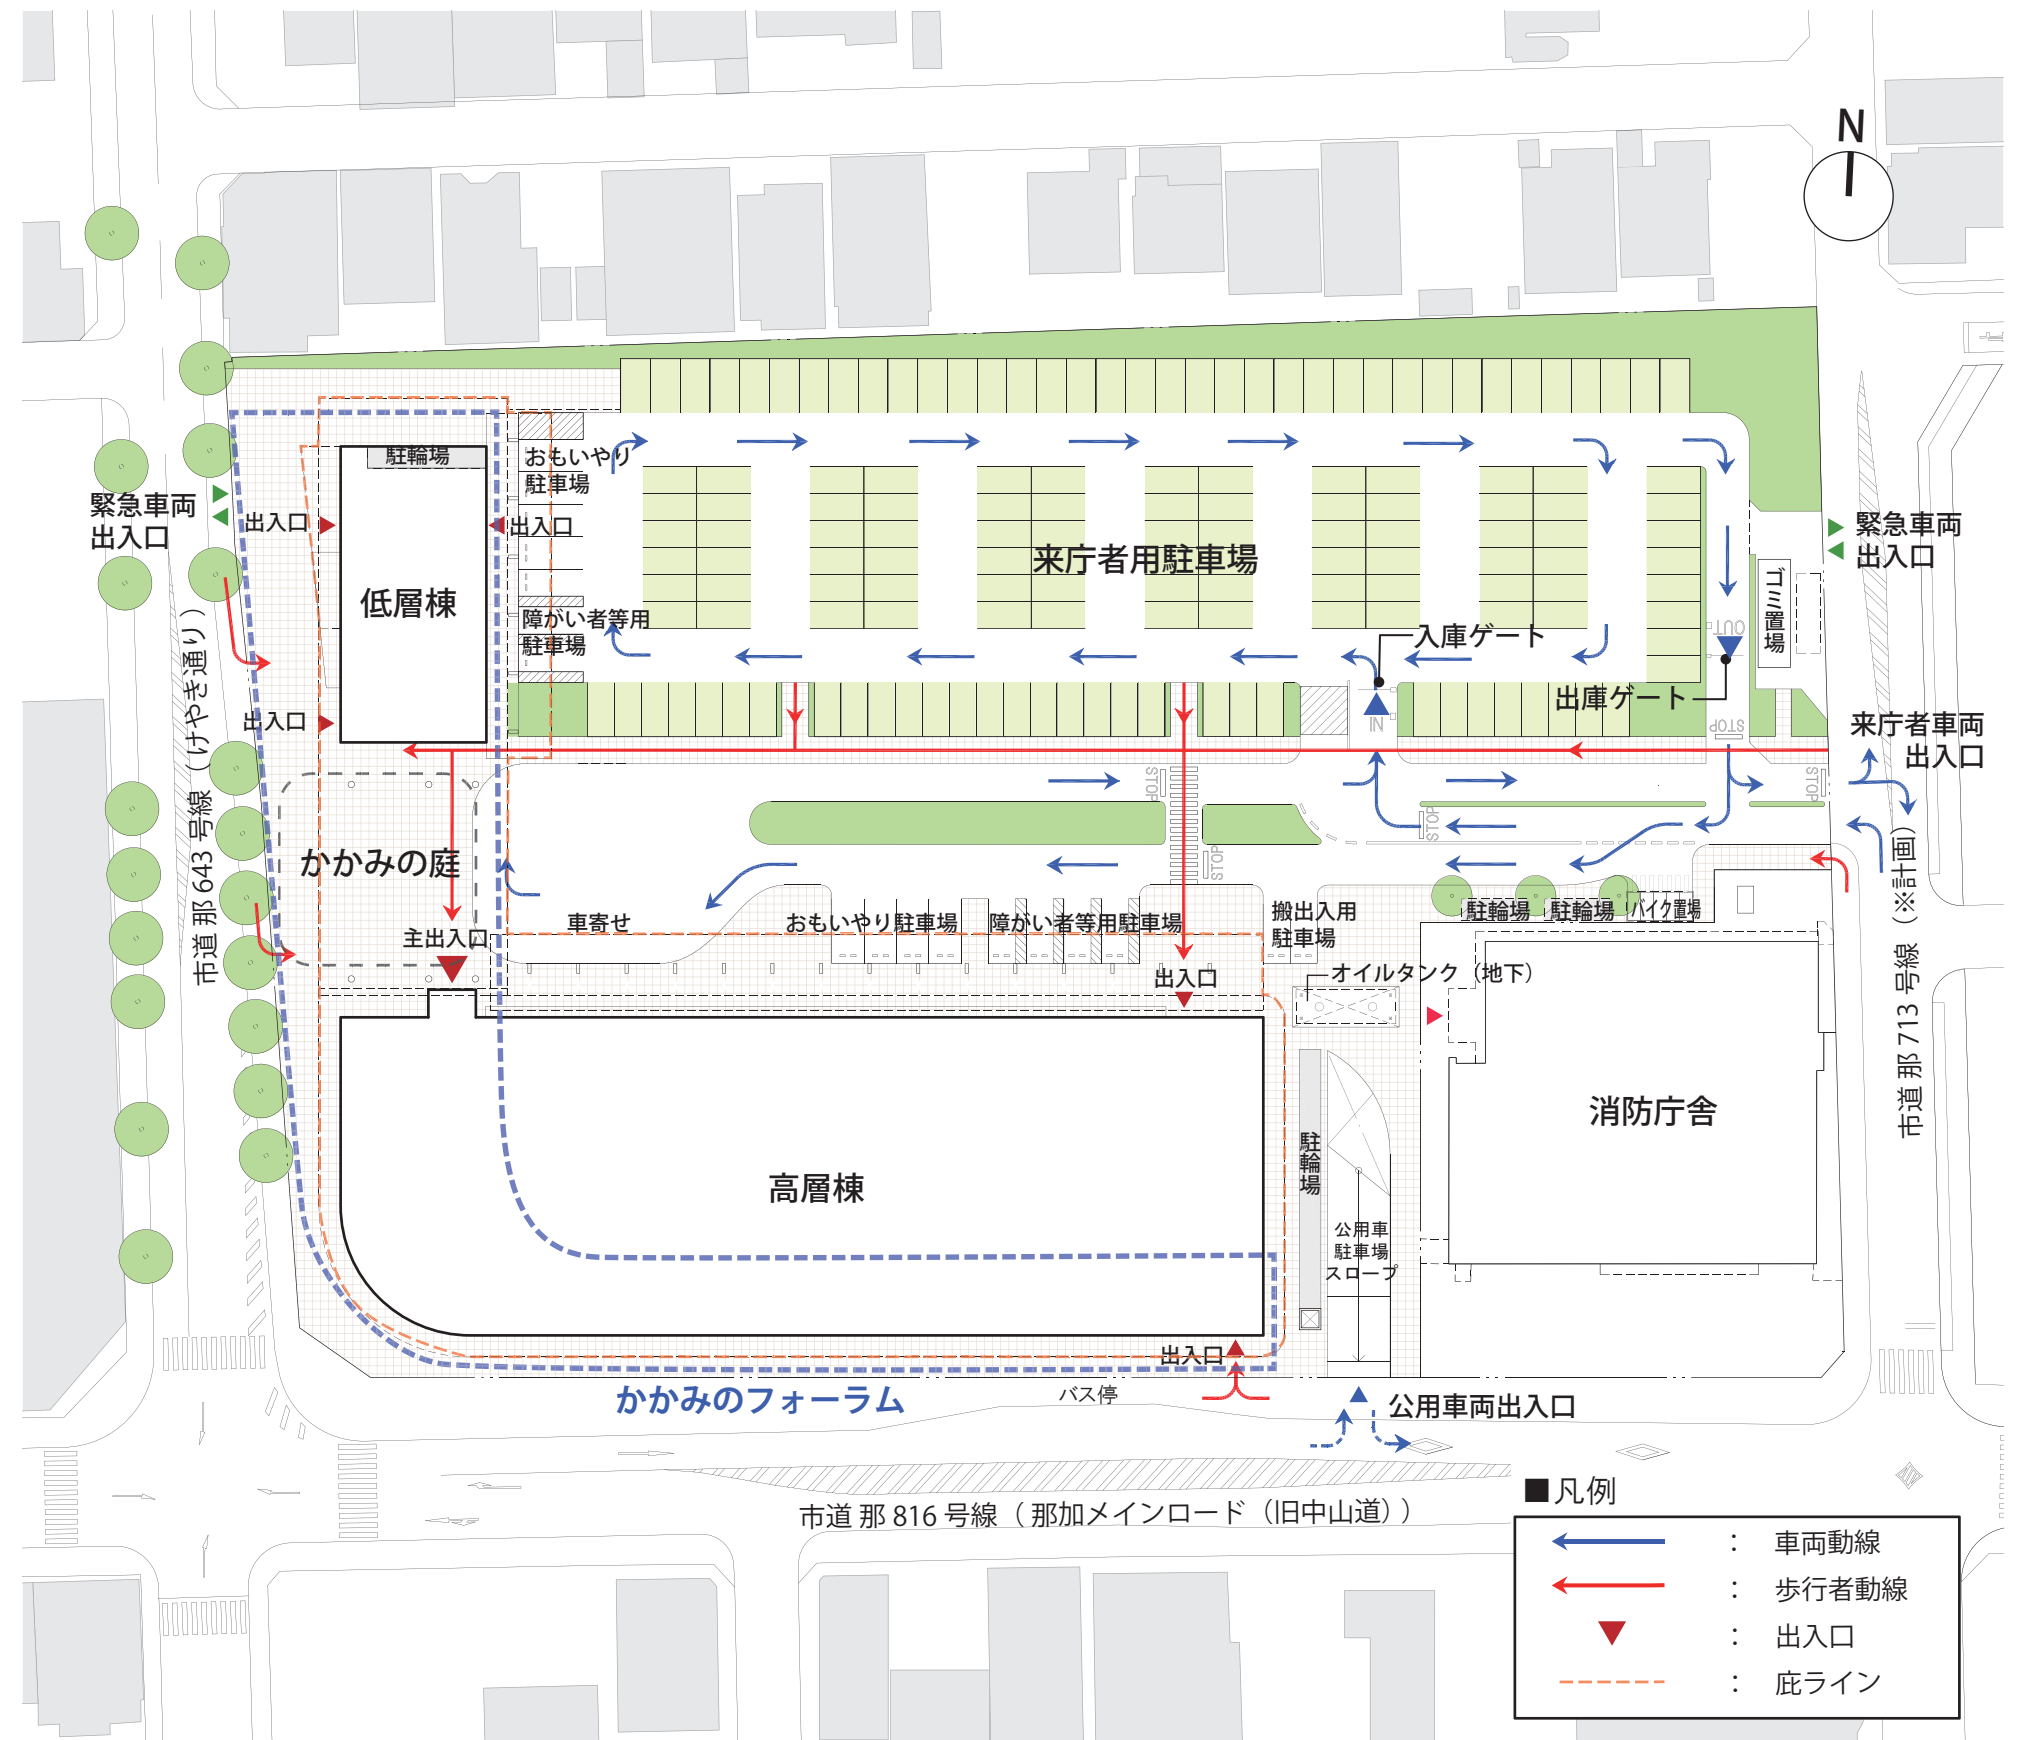 N
駐輪場
おもいやり
駐車場
緊急車両
出入口
出入口
出入口
来庁者用駐車場
緊急車両
出入口
ゴミ置場
低層棟
障がい者等用
駐車場
入庫ゲート
OUT
出庫ゲート
出入口
IN
STOP
来庁者車両
出入口
市道 那 643 号線（けやき通り）
STOP
STOP
STOP
STOP
かかみの庭
主出入口
車寄せ
おもいやり駐車場
障がい者等用駐車場
搬出入用
駐車場
駐輪場
駐輪場
バイク置場
出入口
オイルタンク（地下）
市道 那 713 号線（※計画）
消防庁舎
高層棟
駐輪場
公用車
駐車場
スロープ
出入口
かかみのフォーラム
バス停
公用車両出入口
市道 那 816 号線（ 那加メインロード（旧中山道））
■凡例
： 車両動線
： 歩行者動線
： 出入口
： 庇ライン